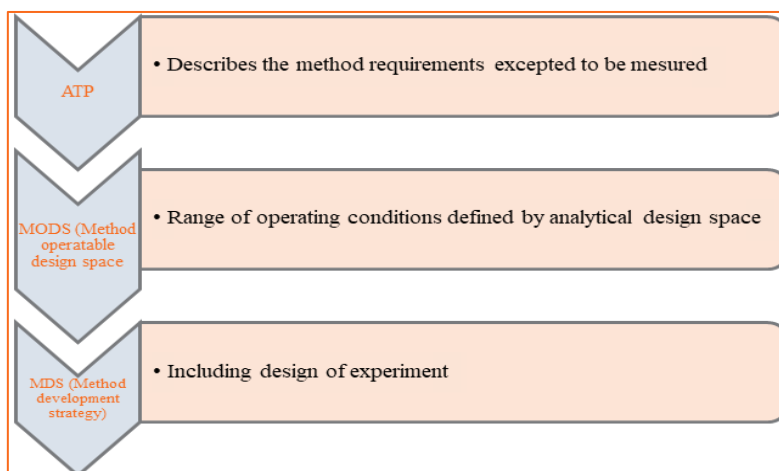 ATP
• Describes the method requirements excepted to be mesured
MODS (Method
operatable
design space
• Range of operating conditions defined by analytical design space
MDS (Method
development
strategy)
• Including design of experiment